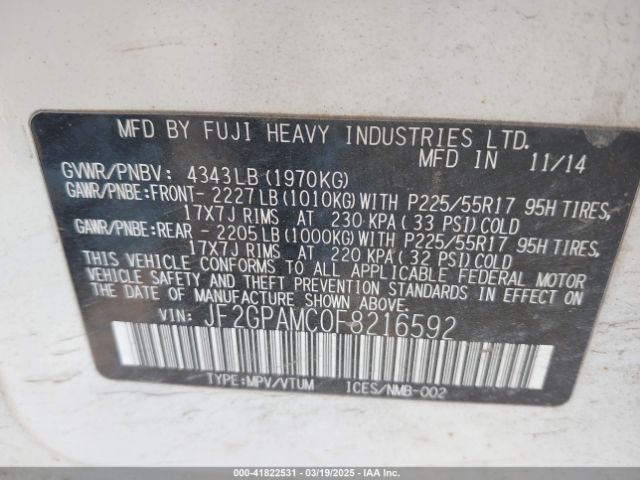 MFD BY FUJI HEAVY INDUSTRIES LTD.
MFD IN 11/14
GVWR/PNBV: 4343LB(1970KG)
GAWR/PNBE:FRONT-2227LB(1010KG)WITH P225/55R17 95H TIRES,
17X7J RIMS AT 230 KPA(33 PSI)COLD
GAWR/PNBE:REAR -2205LB(1000KG)WITH P225/55R17 95H TIRES,
17X7J RIMS AT 220 KPA(32 PSI)COLD
THIS VEHICLE CONFORMS TO ALL APPLICABLE FEDERAL MOTOR
VEHICLE SAFETY AND THEFT PREVENTION STANDARDS IN EFFECT ON
THE DATE OF MANUFACTURE SHOWN ABOVE.
VIN: JF2GPAMC0F8216592
TYPE:MPV/VTUM ICES/NMB-002
000-41822531 - 03/19/2025 - COPYRIGHT IAA, LLC.